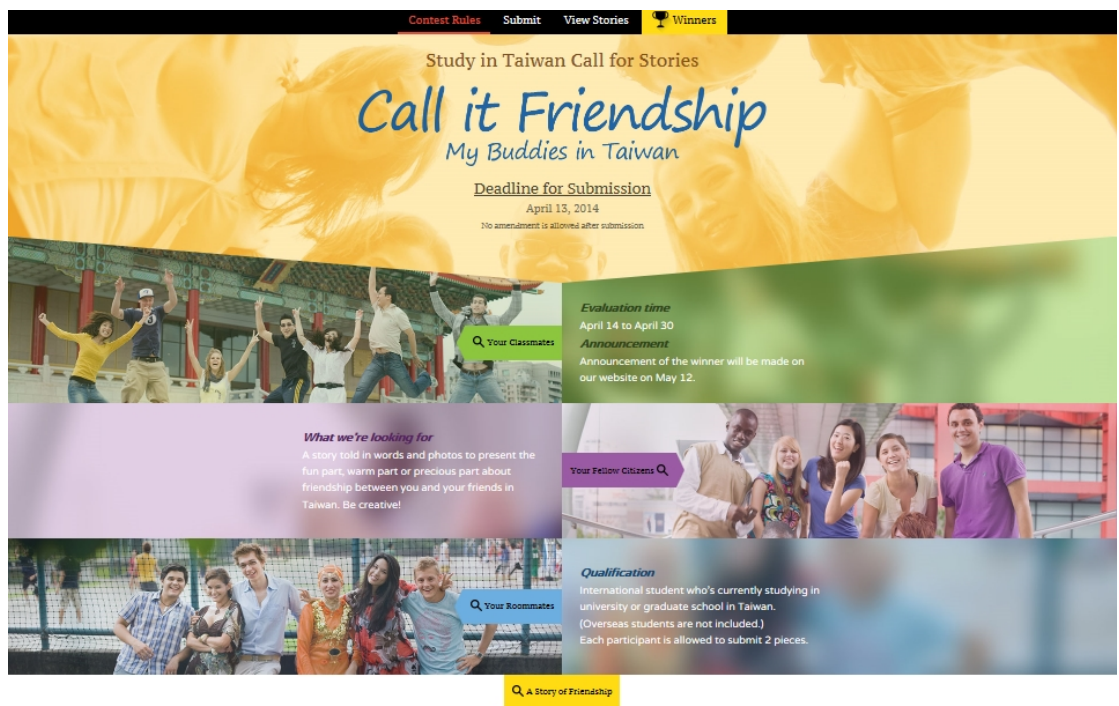 Contest Rules Submit View Stories Winners
Study in Taiwan Call for Stories
Call it Friendship
My Buddies in Taiwan
Deadline for Submission
April 13, 2014
No amendment is allowed after submission
Your Classmates
Evaluation time
April 14 to April 30
Announcement
Announcement of the winner will be made on
our website on May 12.
What we're looking for
A story told in words and photos to present the
fun part, warm part or precious part about
friendship between you and your friends in
Taiwan. Be creative!
Your Fellow Citizens
Your Roommates
Qualification
International student who's currently studying in
university or graduate school in Taiwan.
(Overseas students are not included.)
Each participant is allowed to submit 2 pieces.
A Story of Friendship